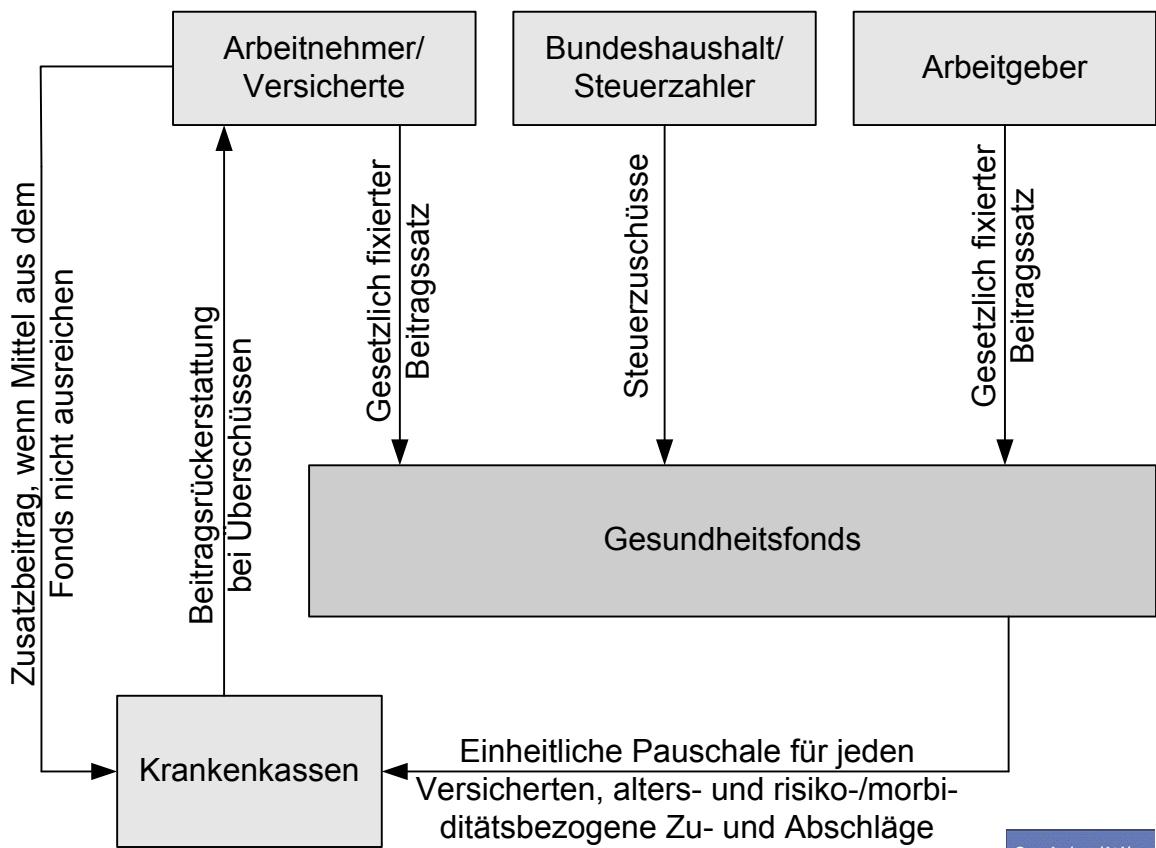 Arbeitnehmer/
Versicherte
Bundeshaushalt/
Steuerzahler
Arbeitgeber
Zusatzbeitrag, wenn Mittel aus dem
Fonds nicht ausreichen
Beitragsrückerstattung
bei Überschüssen
Gesetzlich fixierter
Beitragssatz
Steuerzuschüsse
Gesetzlich fixierter
Beitragssatz
Gesundheitsfonds
Krankenkassen
Einheitliche Pauschale für jeden
Versicherten, alters- und risiko-/morbi-
ditätsbezogene Zu- und Abschläge